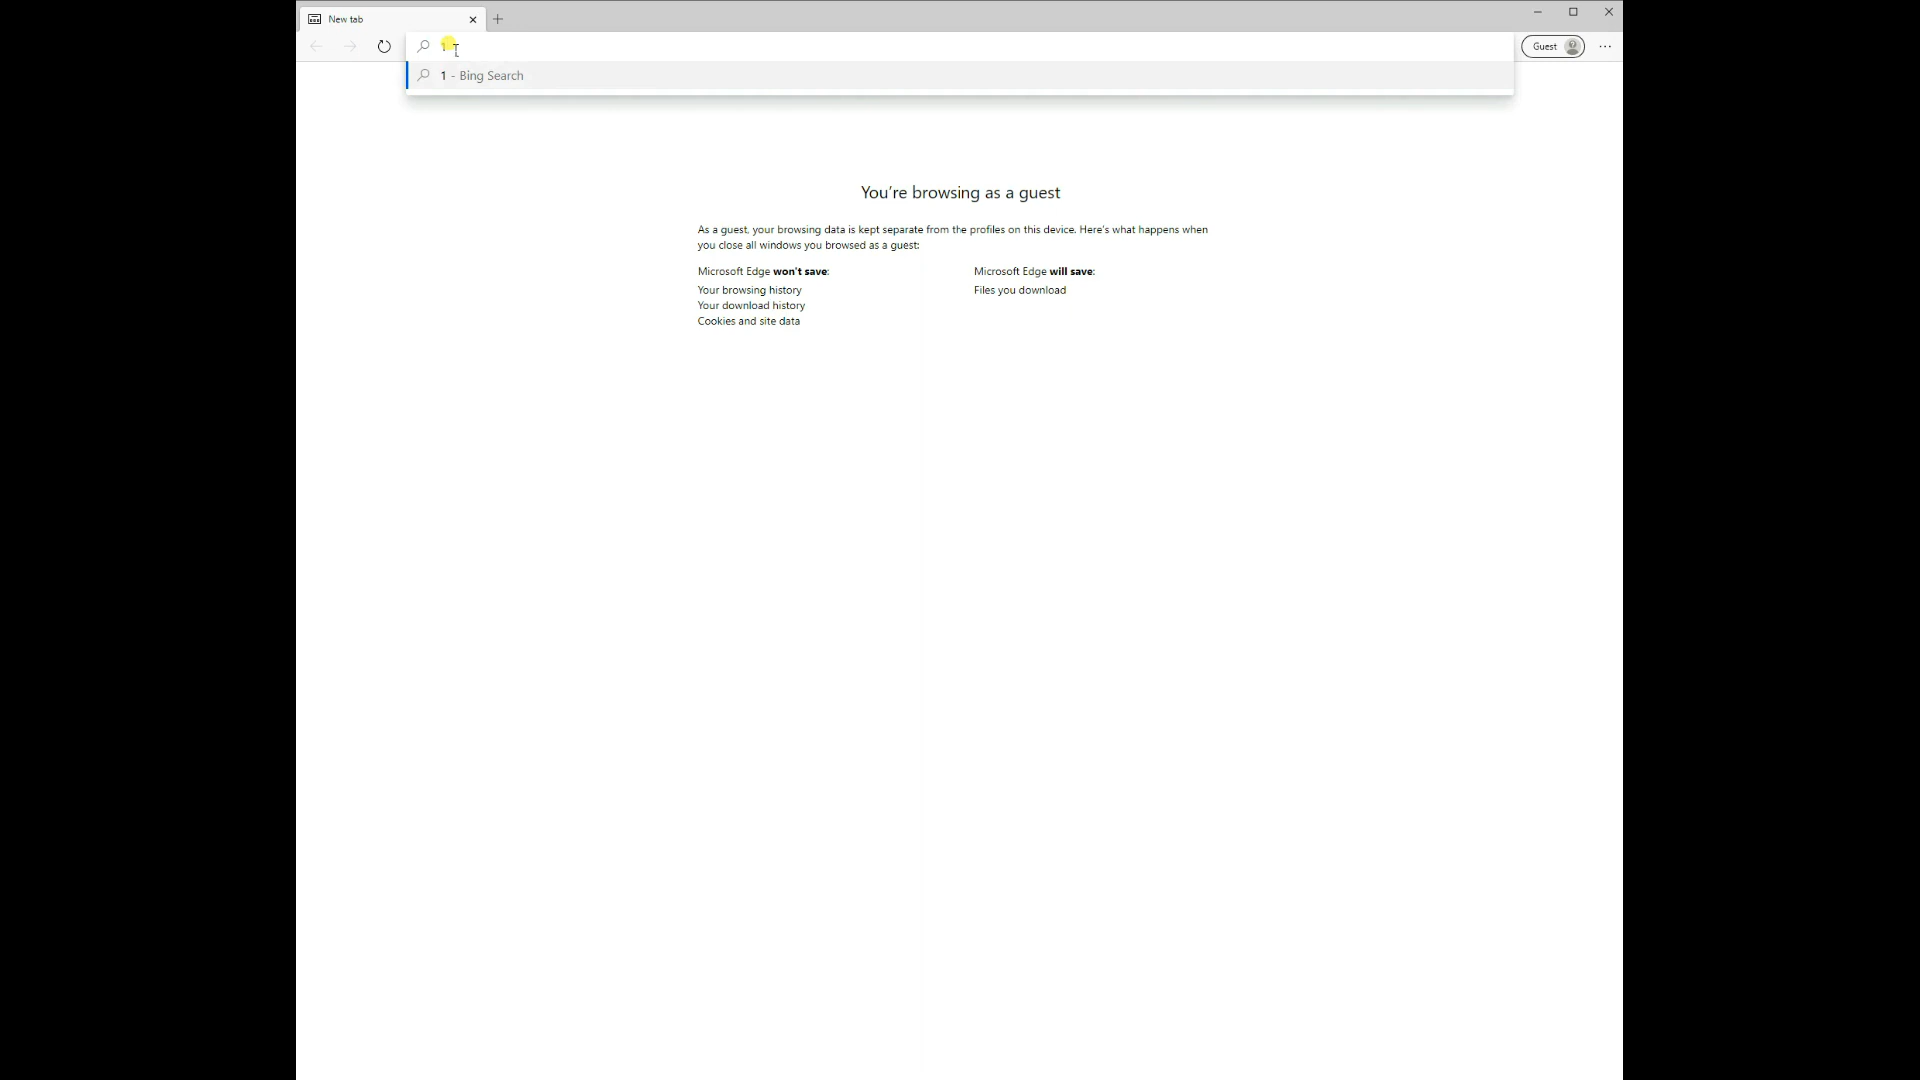 New tab
1
Guest
1 - Bing Search
You're browsing as a guest
As a guest, your browsing data is kept separate from the profiles on this device. Here's what happens when
you close all windows you browsed as a guest:
Microsoft Edge won't save:
Your browsing history
Your download history
Cookies and site data
Microsoft Edge will save:
Files you download